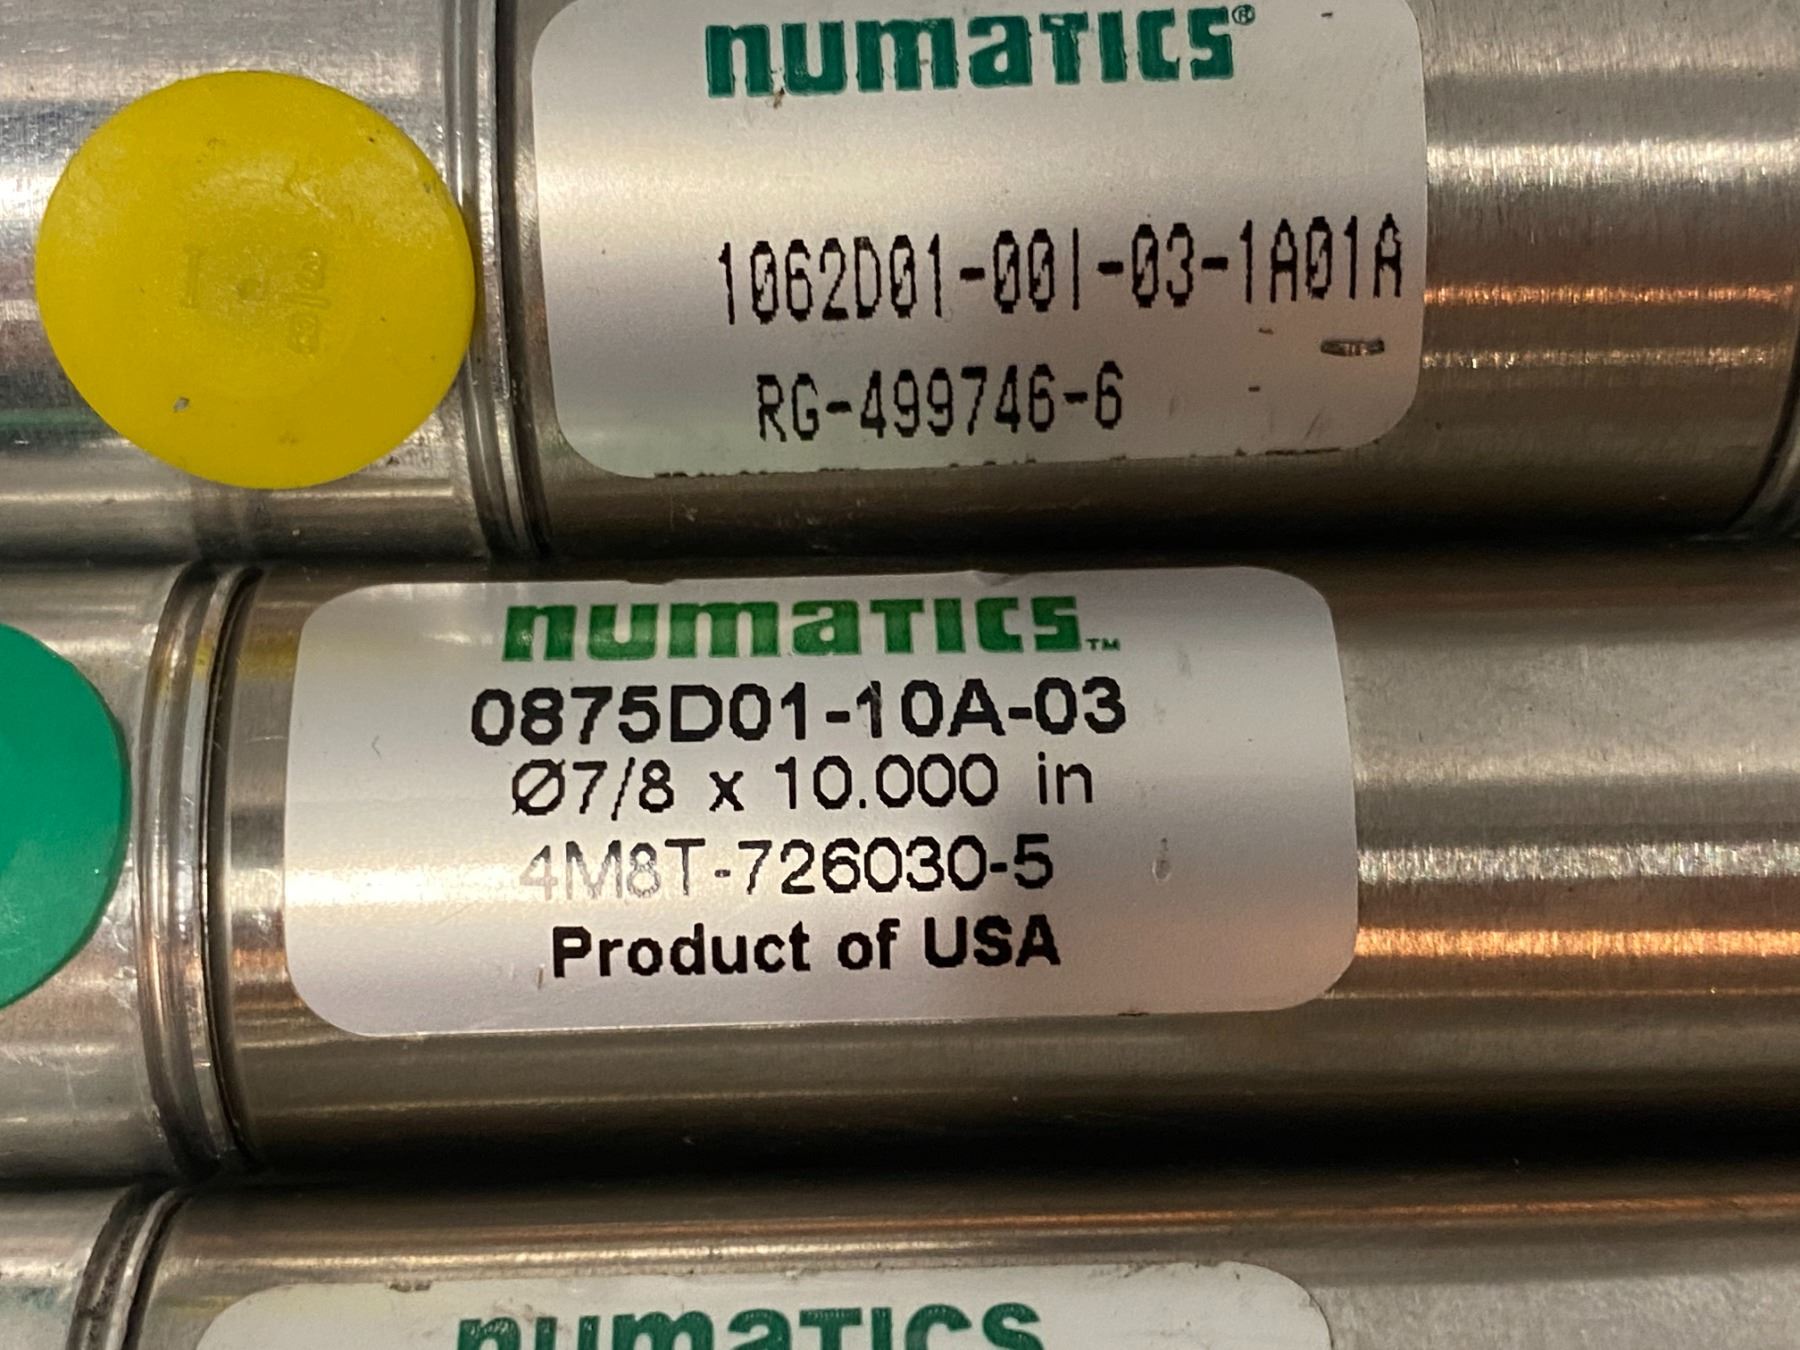 numatics®
1062D01-00I-03-1A01A
RG-499746-6
numatics™
0875D01-10A-03
Ø7/8 x 10.000 in
4M8T-726030-5
Product of USA
numatics